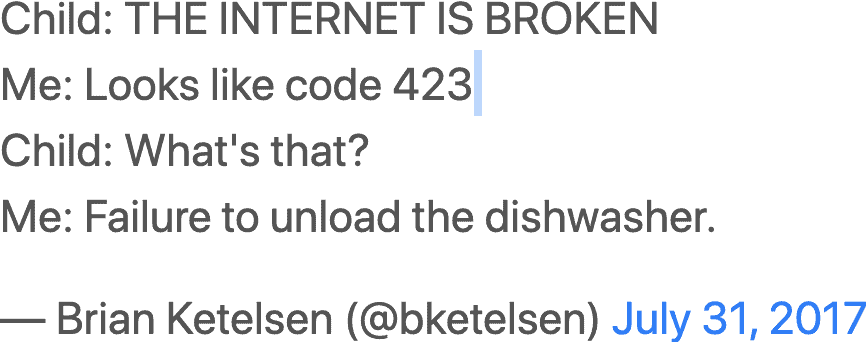 Child: THE INTERNET IS BROKEN
Me: Looks like code 423
Child: What's that?
Me: Failure to unload the dishwasher.
— Brian Ketelsen (@bketelsen) July 31, 2017